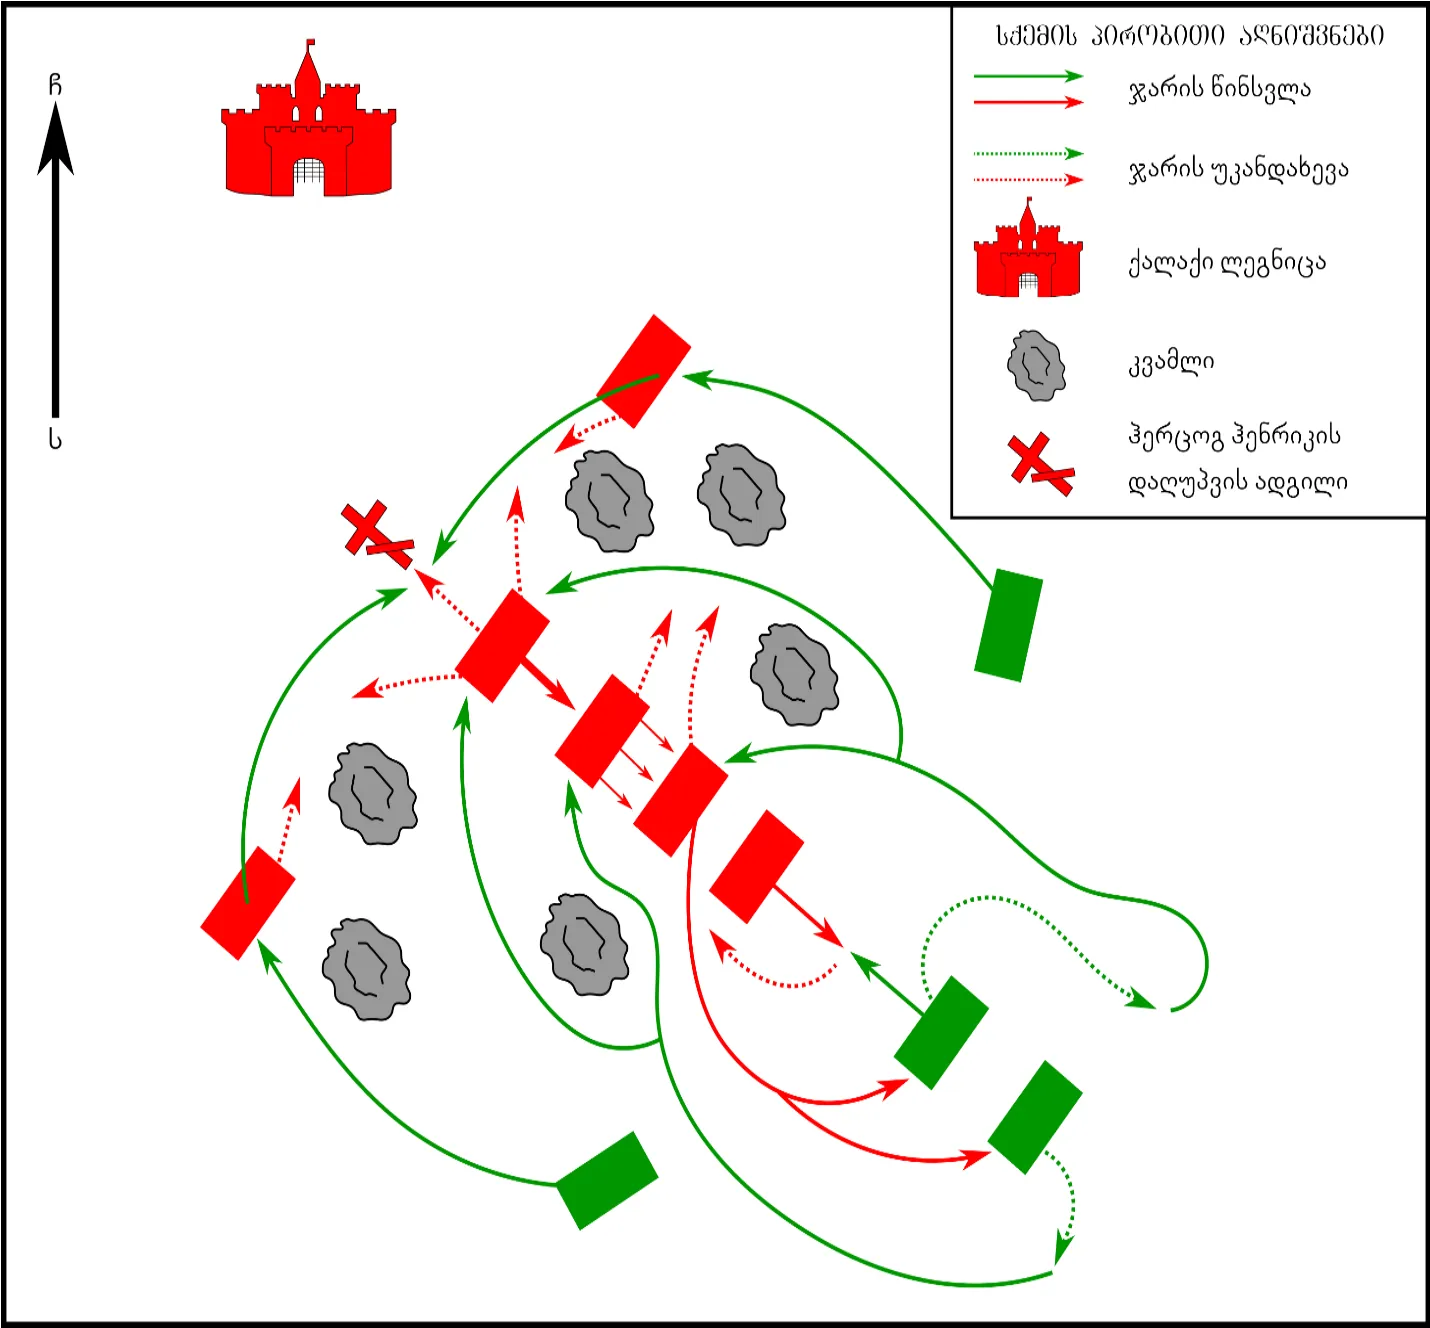 ჩ
ს
სქემის პირობითი აღნიშვნები
ჯარის წინსვლა
ჯარის უკანდახევა
ქალაქი ლეგნიცა
კვამლი
ჰერცოგ ჰენრიკის
დაღუპვის ადგილი